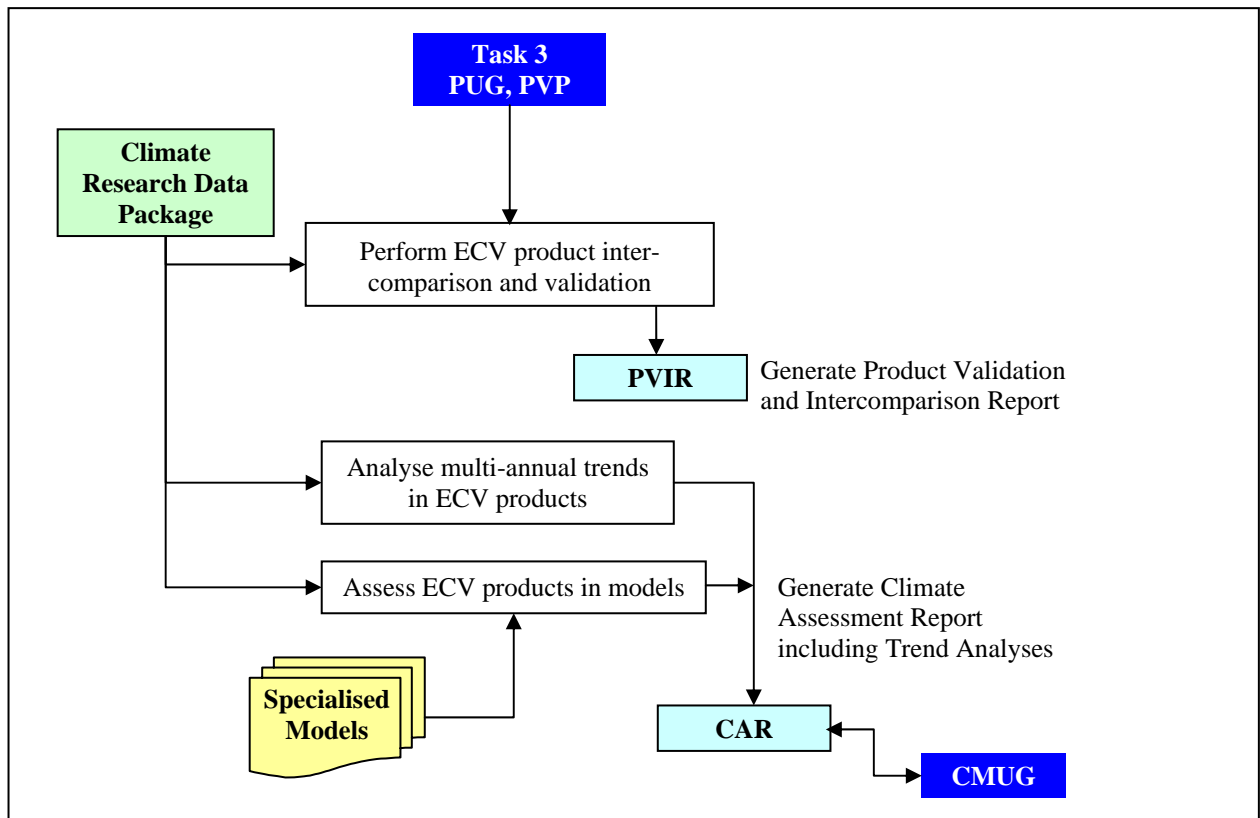 Task 3
PUG, PVP
Climate
Research Data
Package
Perform ECV product inter-
comparison and validation
PVIR
Generate Product Validation
and Intercomparison Report
Analyse multi-annual trends
in ECV products
Assess ECV products in models
Generate Climate
Assessment Report
including Trend Analyses
Specialised
Models
CAR
CMUG